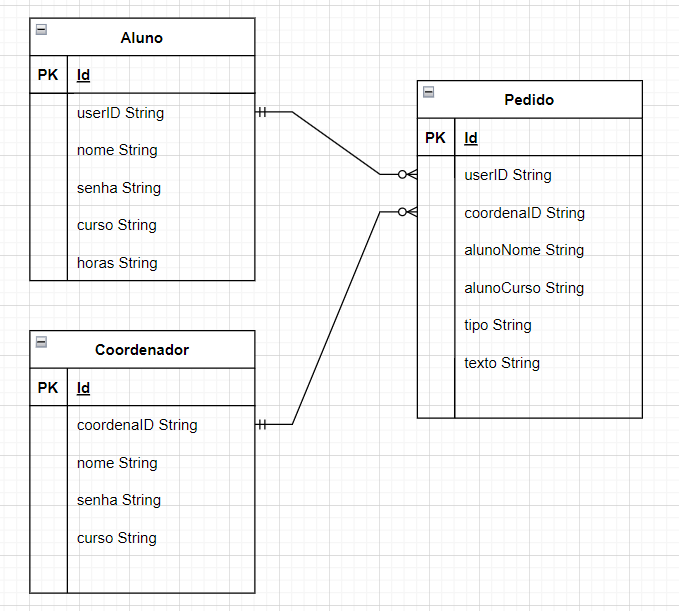 Aluno
PK Id
userID String
nome String
senha String
curso String
horas String
Pedido
PK Id
userID String
coordenaID String
alunoNome String
alunoCurso String
tipo String
texto String
Coordenador
PK Id
coordenaID String
nome String
senha String
curso String